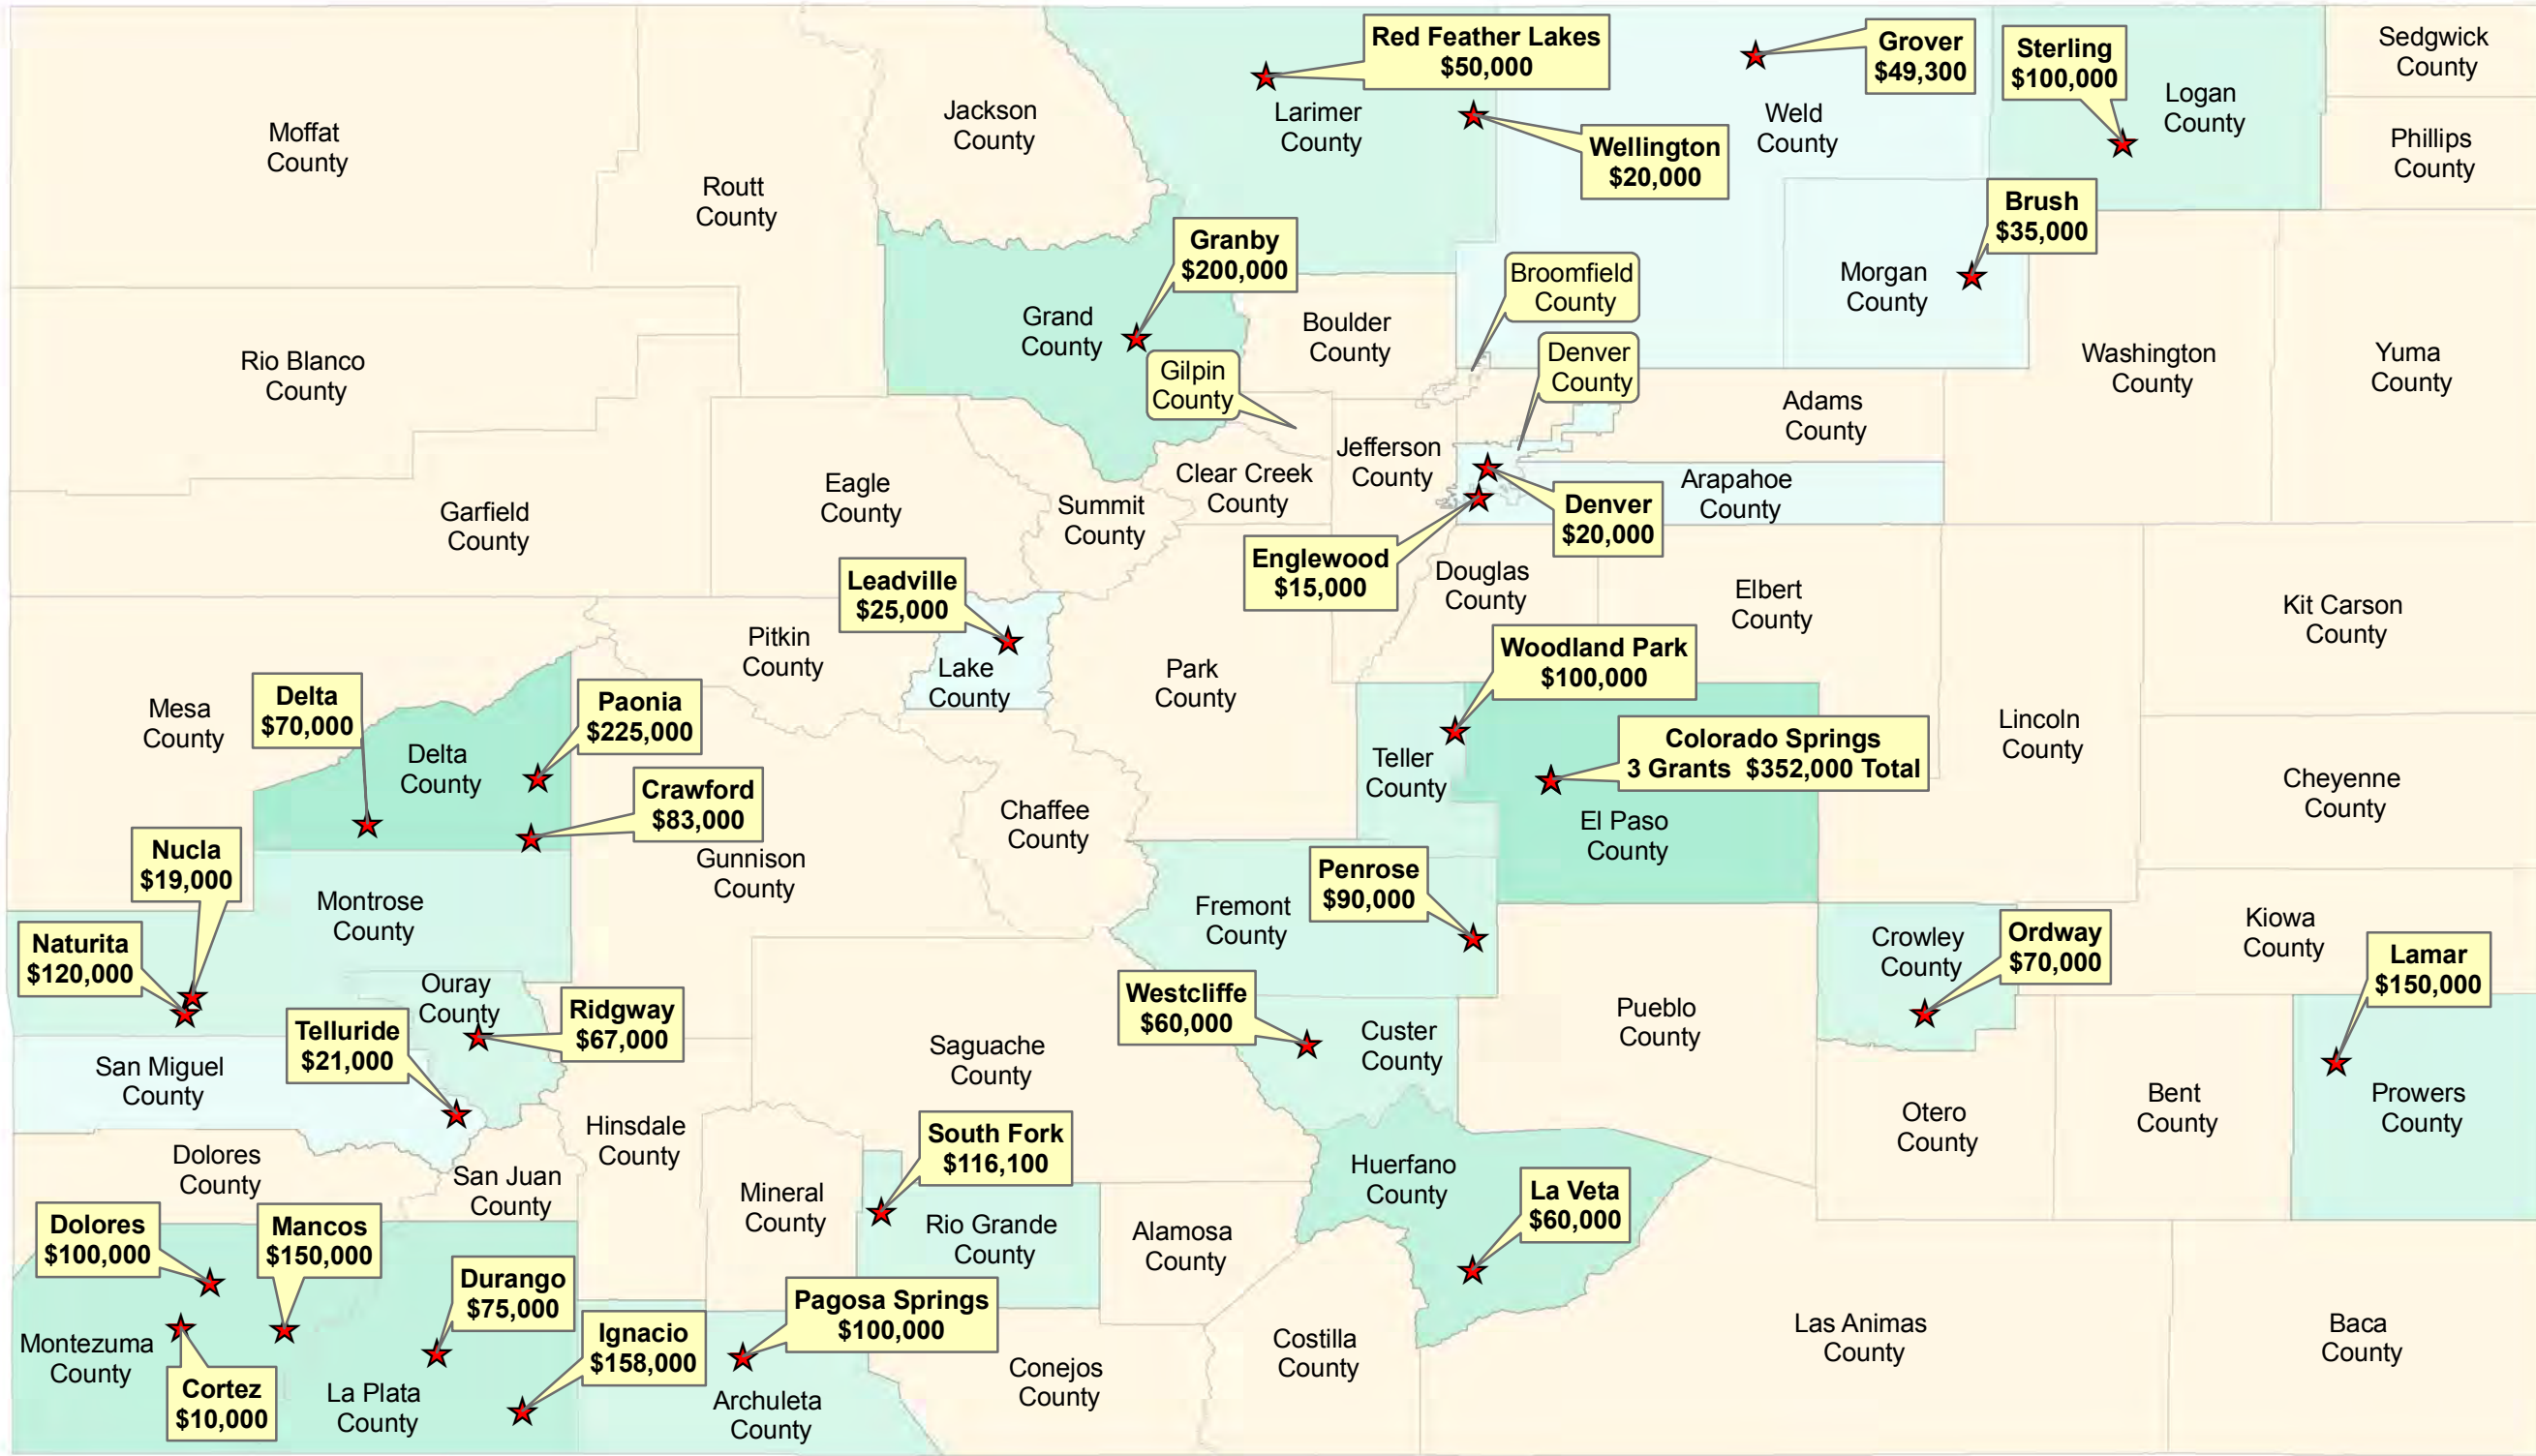 Red Feather Lakes
$50,000
Grover
$49,300
Sterling
$100,000
Sedgwick
County
Jackson
County
Larimer
County
Weld
County
Logan
County
Moffat
County
Wellington
$20,000
Phillips
County
Routt
County
Brush
$35,000
Granby
$200,000
Broomfield
County
Morgan
County
Grand
County
Boulder
County
Denver
County
Washington
County
Yuma
County
Rio Blanco
County
Gilpin
County
Adams
County
Jefferson
County
Clear Creek
County
Arapahoe
County
Eagle
County
Summit
County
Garfield
County
Denver
$20,000
Englewood
$15,000
Leadville
$25,000
Douglas
County
Elbert
County
Kit Carson
County
Pitkin
County
Lake
County
Park
County
Woodland Park
$100,000
Mesa
County
Delta
$70,000
Paonia
$225,000
Delta
County
Teller
County
Colorado Springs
3 Grants $352,000 Total
Lincoln
County
Cheyenne
County
Crawford
$83,000
Chaffee
County
El Paso
County
Nucla
$19,000
Gunnison
County
Penrose
$90,000
Montrose
County
Fremont
County
Crowley
County
Ordway
$70,000
Kiowa
County
Lamar
$150,000
Naturita
$120,000
Ouray
County
Ridgway
$67,000
Westcliffe
$60,000
Custer
County
Pueblo
County
Telluride
$21,000
San Miguel
County
Saguache
County
Hinsdale
County
South Fork
$116,100
Otero
County
Bent
County
Prowers
County
Dolores
County
San Juan
County
Mineral
County
Huerfano
County
La Veta
$60,000
Dolores
$100,000
Mancos
$150,000
Rio Grande
County
Alamosa
County
Durango
$75,000
Ignacio
$158,000
Pagosa Springs
$100,000
Montezuma
County
Cortez
$10,000
La Plata
County
Archuleta
County
Conejos
County
Costilla
County
Las Animas
County
Baca
County